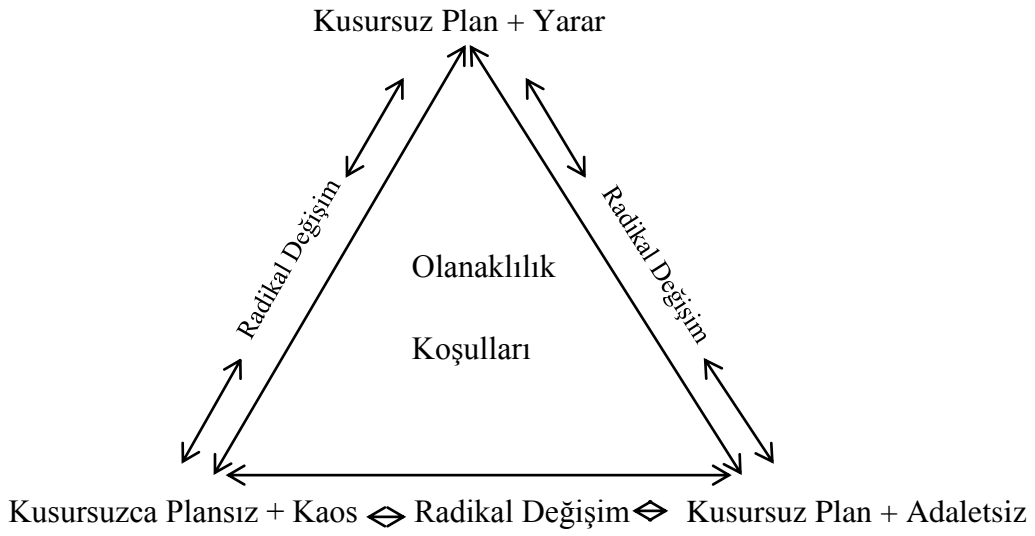 Kusursuz Plan + Yarar
Radikal Değişim
Radikal Değişim
Olanaklılık
Koşulları
Kusursuzca Plansız + Kaos Radikal Değişim Kusursuz Plan + Adaletsiz